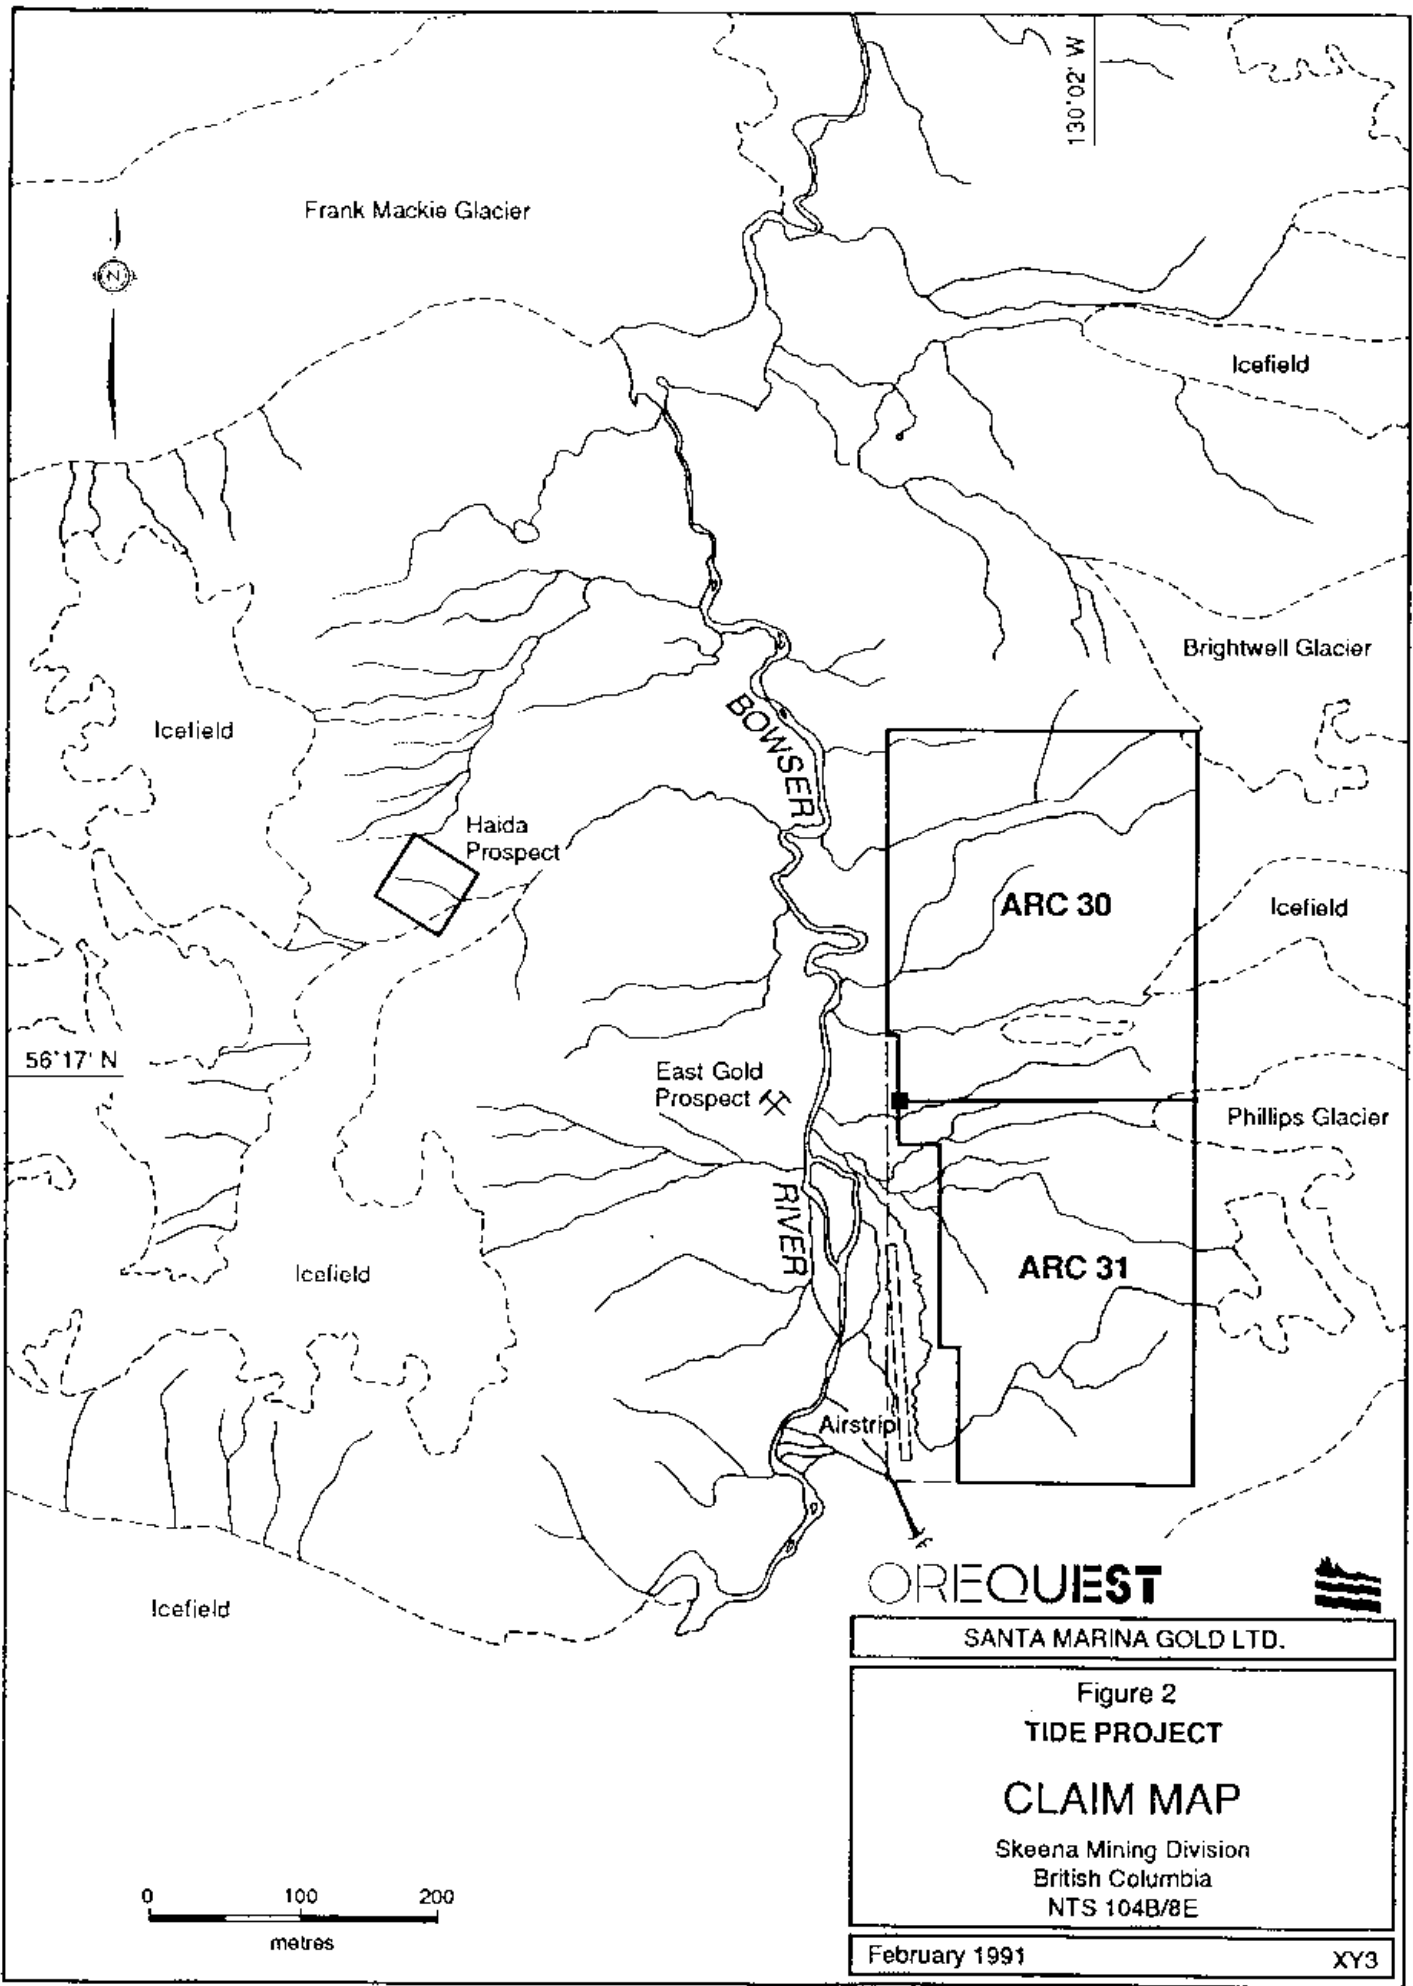 130°02' W
Frank Mackie Glacier
N
Icefield
Brightwell Glacier
Icefield
BOWSER
Haida
Prospect
ARC 30
Icefield
56°17' N
East Gold
Prospect
Phillips Glacier
RIVER
ARC 31
Icefield
Airstrip
Icefield
OREQUEST
SANTA MARINA GOLD LTD.
Figure 2
TIDE PROJECT
CLAIM MAP
Skeena Mining Division
British Columbia
NTS 104B/8E
0 100 200
metres
February 1991 XY3